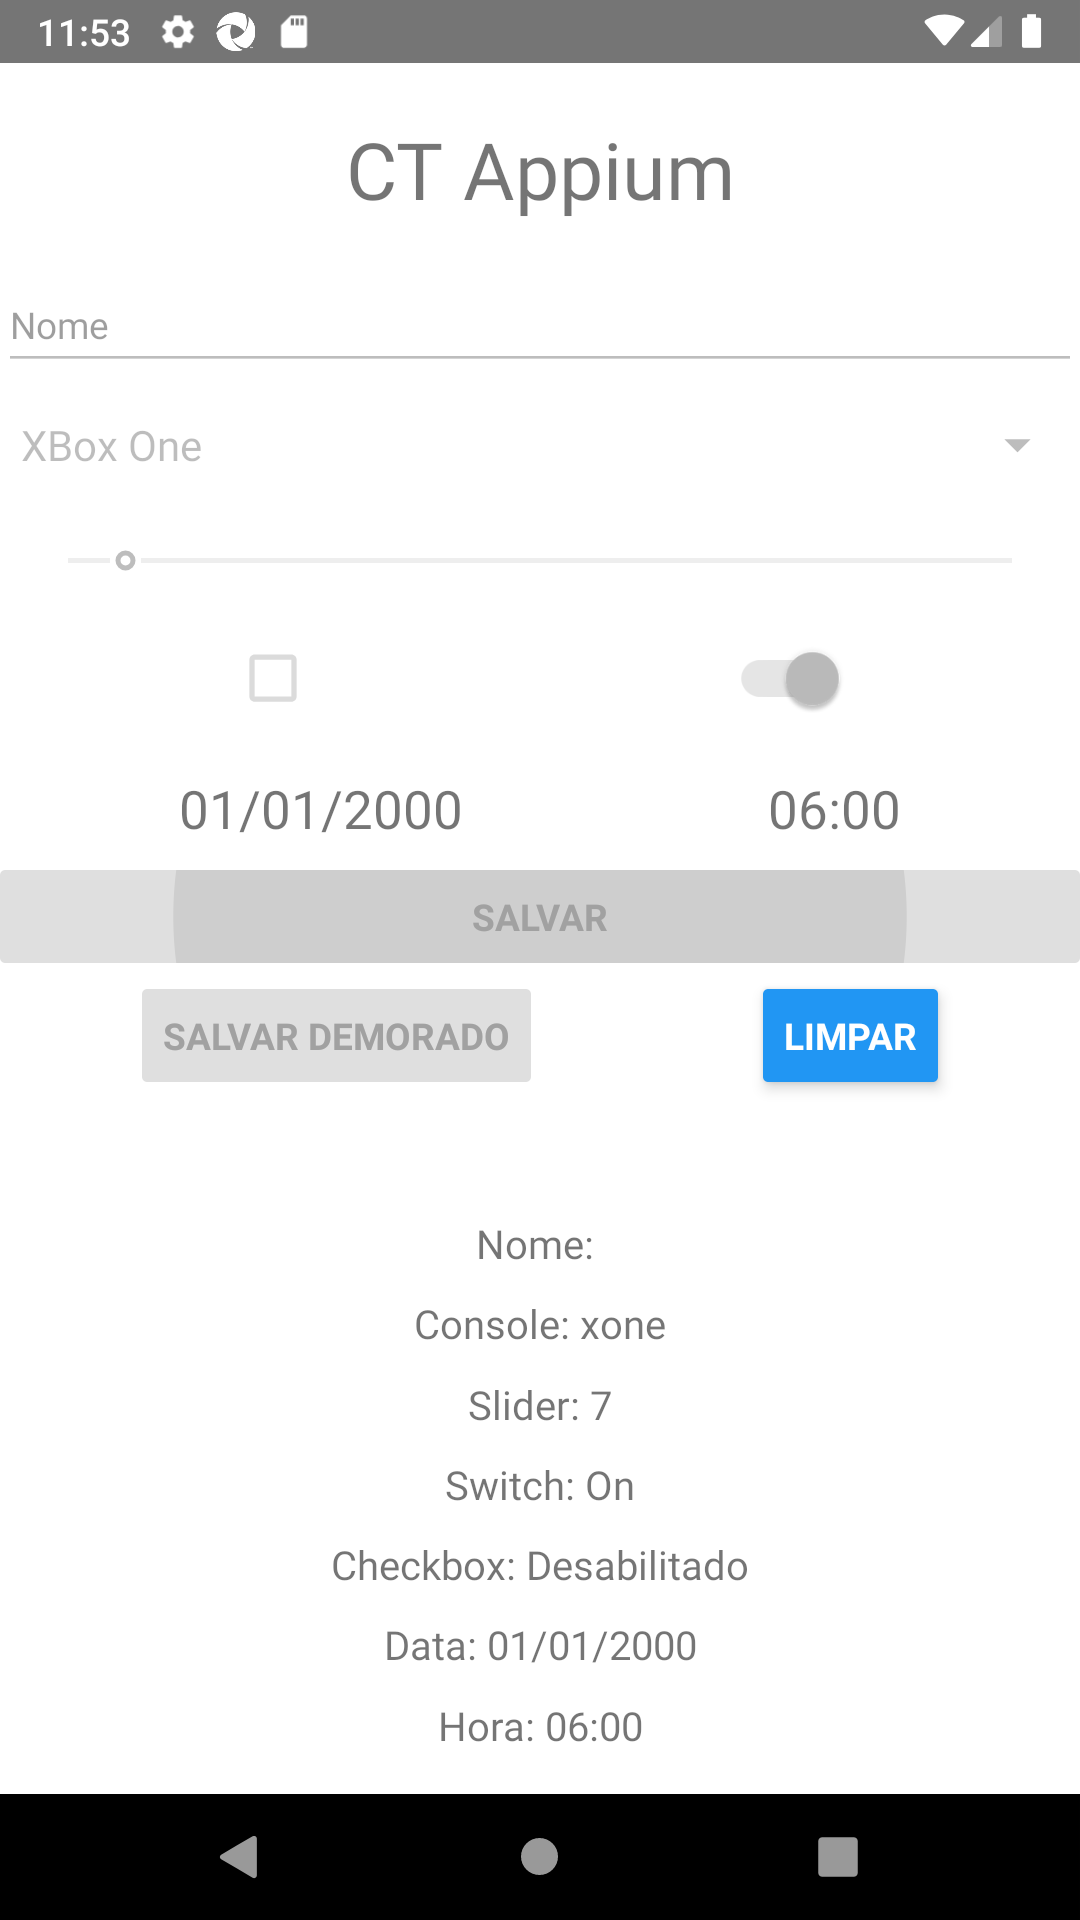 11:53
CT Appium
Nome
XBox One
01/01/2000 06:00
SALVAR
SALVAR DEMORADO LIMPAR
Nome:
Console: xone
Slider: 7
Switch: On
Checkbox: Desabilitado
Data: 01/01/2000
Hora: 06:00